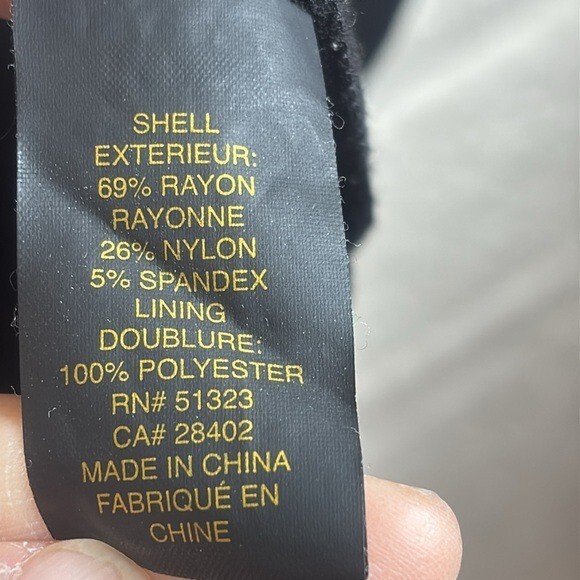 SHELL
EXTERIEUR:
69% RAYON
RAYONNE
26% NYLON
5% SPANDEX
LINING
DOUBLURE:
100% POLYESTER
RN# 51323
CA# 28402
MADE IN CHINA
FABRIQUÉ EN
CHINE